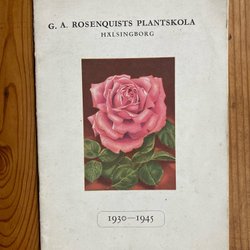 G. A. ROSENQUISTS PLANTSKOLA
HÄLSINGBORG
1930—1945